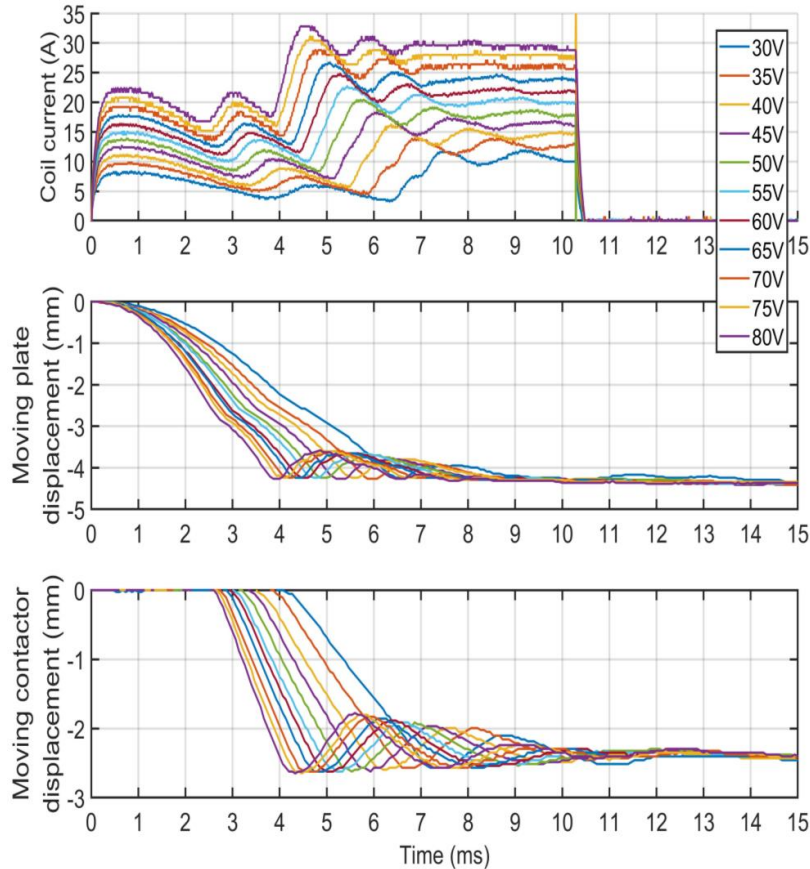 Coil current (A)
35
30
25
20
15
10
5
0
0 1 2 3 4 5 6 7 8 9 10 11 12 13 14 15
30V
35V
40V
45V
50V
55V
60V
65V
70V
75V
80V
Moving plate
displacement (mm)
0
-1
-2
-3
-4
-5
0 1 2 3 4 5 6 7 8 9 10 11 12 13 14 15
Moving contactor
displacement (mm)
0
-1
-2
-3
0 1 2 3 4 5 6 7 8 9 10 11 12 13 14 15
Time (ms)